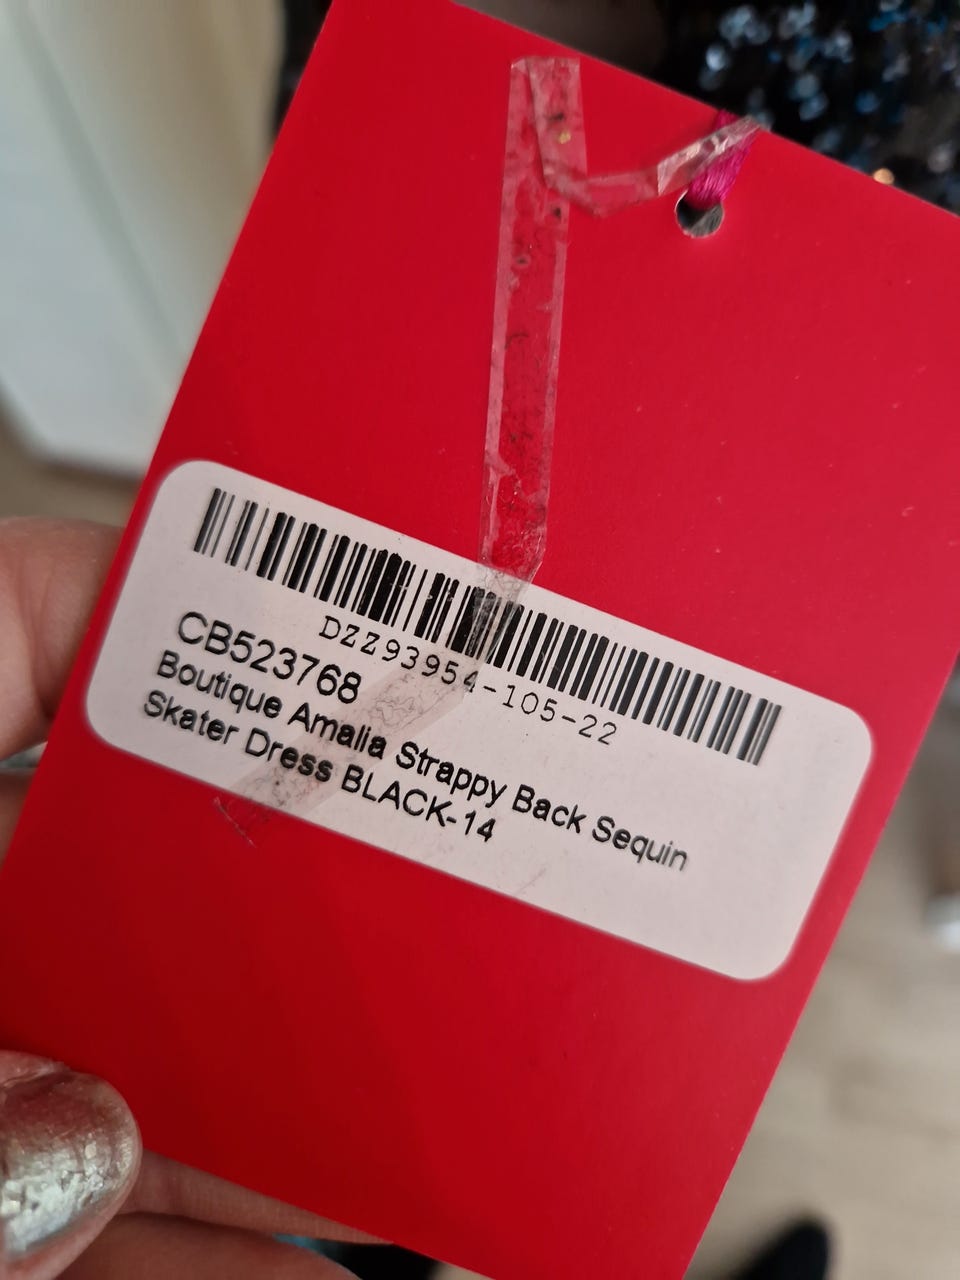 DZZ93954-105-22
CB523768
Boutique Amalia Strappy Back Sequin
Skater Dress BLACK-14